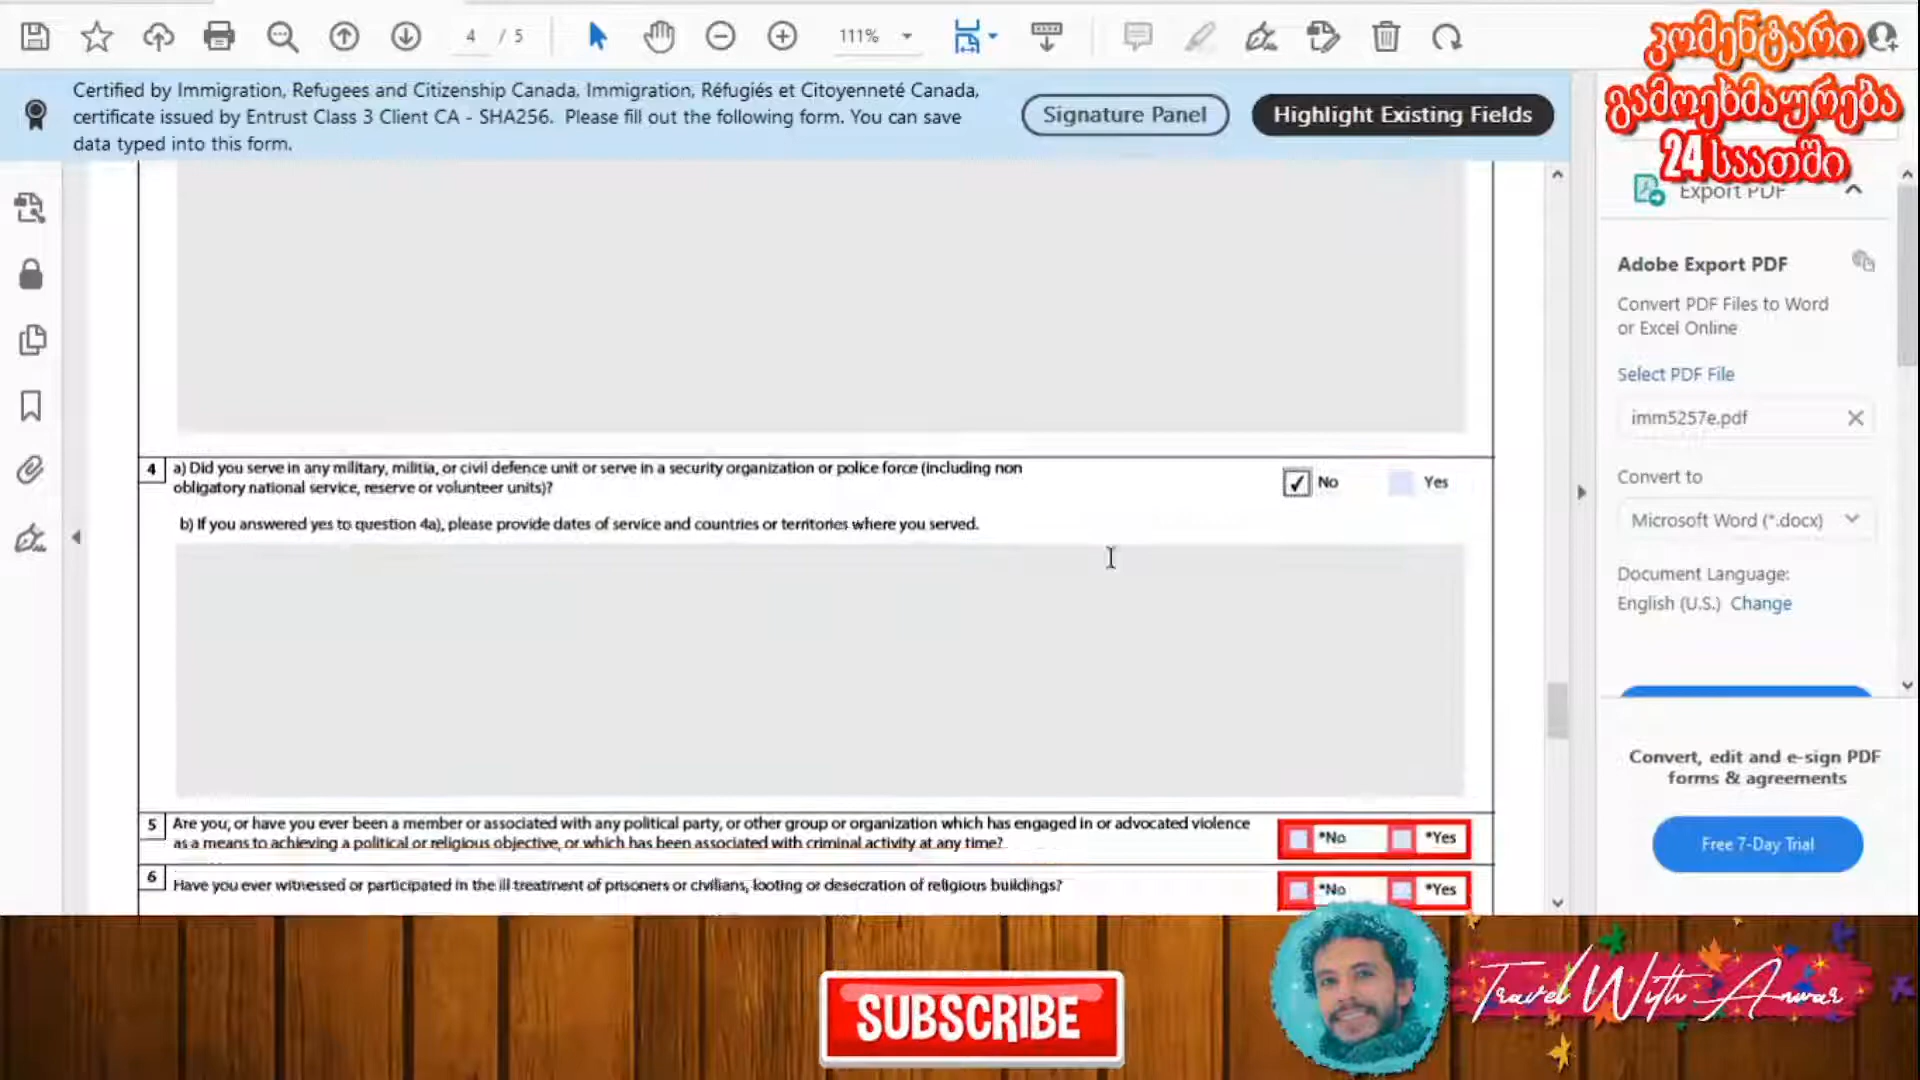 4 / 5
111%
კომენტარი
გამოეხმაურება
24 საათში
Certified by Immigration, Refugees and Citizenship Canada, Immigration, Réfugiés et Citoyenneté Canada,
certificate issued by Entrust Class 3 Client CA - SHA256. Please fill out the following form. You can save
data typed into this form.
Signature Panel
Highlight Existing Fields
Export PDF
Adobe Export PDF
Convert PDF Files to Word
or Excel Online
Select PDF File
imm5257e.pdf
Convert to
Microsoft Word (*.docx)
Document Language:
English (U.S.) Change
Convert, edit and e-sign PDF
forms & agreements
Free 7-Day Trial
4 a) Did you serve in any military, militia, or civil defence unit or serve in a security organization or police force (including non
obligatory national service, reserve or volunteer units)?
No Yes
b) If you answered yes to question 4a), please provide dates of service and countries or territories where you served.
5 Are you, or have you ever been a member or associated with any political party, or other group or organization which has engaged in or advocated violence
as a means to achieving a political or religious objective, or which has been associated with criminal activity at any time?
*No *Yes
6 Have you ever witnessed or participated in the ill treatment of prisoners or civilians, looting or desecration of religious buildings?
*No *Yes
SUBSCRIBE
Travel With Anwar